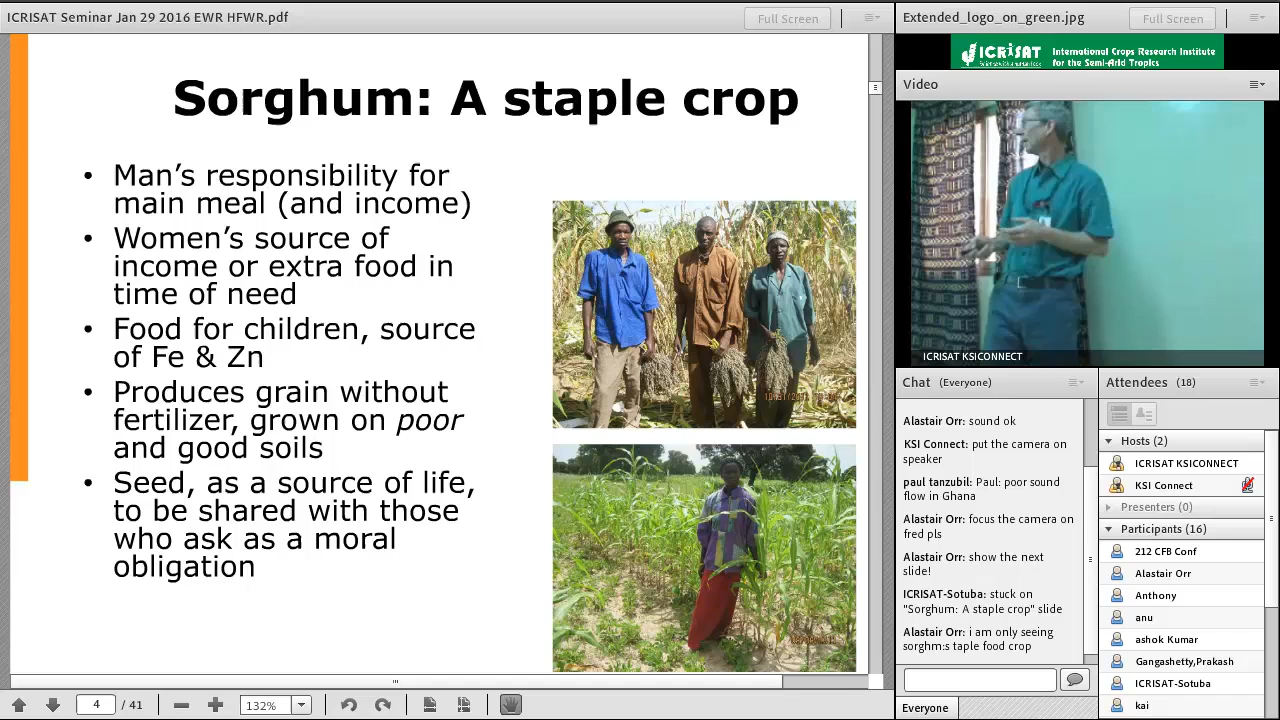 ICRISAT Seminar Jan 29 2016 EWR HFWR.pdf
Full Screen
Sorghum: A staple crop
• Man’s responsibility for
main meal (and income)
• Women’s source of
income or extra food in
time of need
• Food for children, source
of Fe & Zn
• Produces grain without
fertilizer, grown on poor
and good soils
• Seed, as a source of life,
to be shared with those
who ask as a moral
obligation
4 / 41
132%
Extended_logo_on_green.jpg
Full Screen
ICRISAT
International Crops Research Institute
for the Semi-Arid Tropics
Video
ICRISAT KSICONNECT
Chat (Everyone)
Alastair Orr: sound ok
KSI Connect: put the camera on
speaker
paul tanzubil: Paul: poor sound
flow in Ghana
Alastair Orr: focus the camera on
fred pls
Alastair Orr: show the next
slide!
ICRISAT-Sotuba: stuck on
"Sorghum: A staple crop" slide
Alastair Orr: i am only seeing
sorghm:s taple food crop
Everyone
Attendees (18)
Hosts (2)
ICRISAT KSICONNECT
KSI Connect
Presenters (0)
Participants (16)
212 CFB Conf
Alastair Orr
Anthony
anu
ashok Kumar
Gangashetty,Prakash
ICRISAT-Sotuba
kai